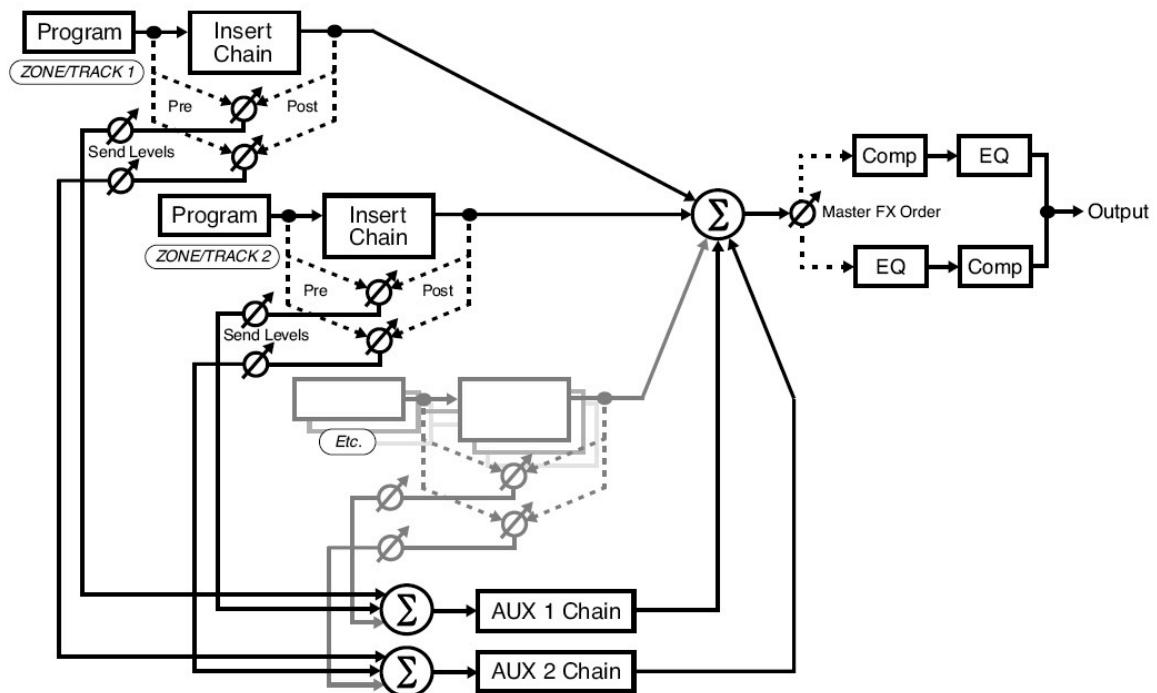 Program
Insert
Chain
ZONE/TRACK 1
Pre
Post
Send Levels
Program
Insert
Chain
ZONE/TRACK 2
Pre
Post
Send Levels
Σ
Master FX Order
Comp
EQ
EQ
Comp
Output
Etc.
Σ
AUX 1 Chain
Σ
AUX 2 Chain